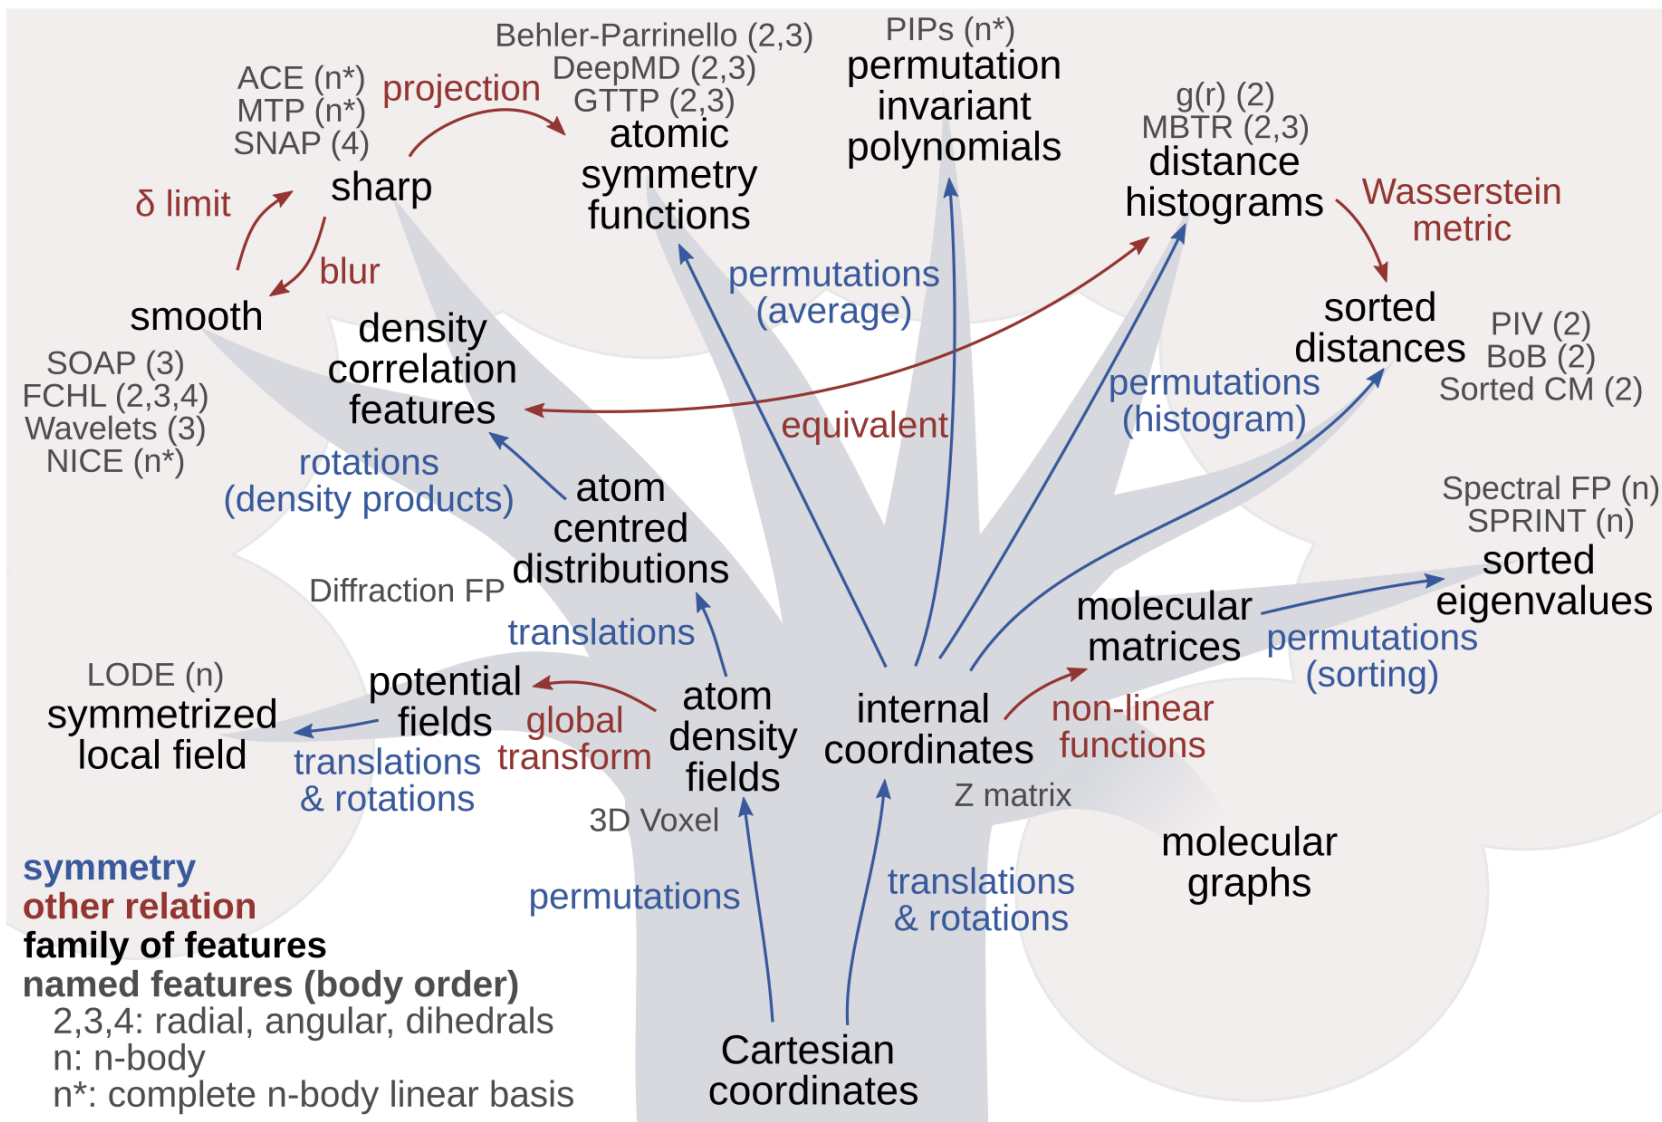 Behler-Parrinello (2,3)
DeepMD (2,3)
GTTP (2,3)
atomic
symmetry
functions
PIPs (n*)
permutation
invariant
polynomials
ACE (n*)
MTP (n*)
SNAP (4)
sharp
projection
g(r) (2)
MBTR (2,3)
distance
histograms
Wasserstein
metric
δ limit
blur
smooth
SOAP (3)
FCHL (2,3,4)
Wavelets (3)
NICE (n*)
density
correlation
features
permutations
(average)
equivalent
permutations
(histogram)
sorted
distances
PIV (2)
BoB (2)
Sorted CM (2)
rotations
(density products)
atom
centred
distributions
Diffraction FP
translations
Spectral FP (n)
SPRINT (n)
sorted
eigenvalues
molecular
matrices
permutations
(sorting)
LODE (n)
symmetrized
local field
potential
fields
translations
& rotations
global
transform
atom
density
fields
3D Voxel
internal
coordinates
Z matrix
non-linear
functions
molecular
graphs
permutations
translations
& rotations
Cartesian
coordinates
symmetry
other relation
family of features
named features (body order)
2,3,4: radial, angular, dihedrals
n: n-body
n*: complete n-body linear basis